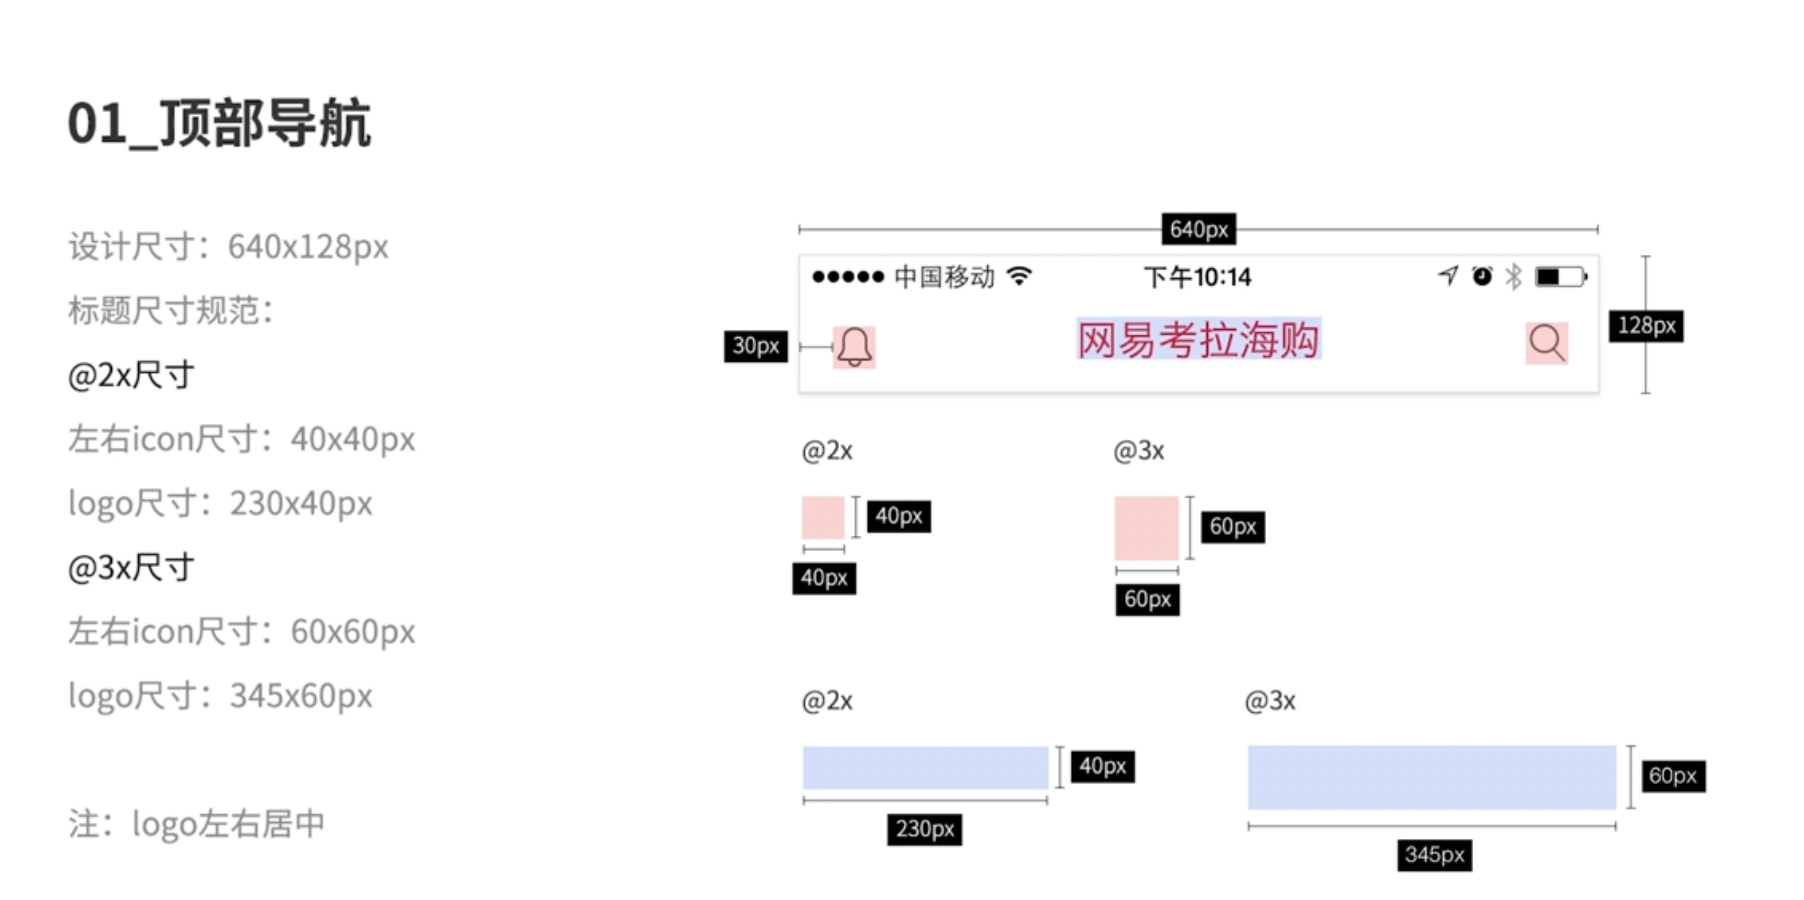 01_顶部导航
设计尺寸：640x128px
标题尺寸规范：
@2x尺寸
左右icon尺寸：40x40px
logo尺寸：230x40px
@3x尺寸
左右icon尺寸：60x60px
logo尺寸：345x60px
注：logo左右居中
640px
中国移动 下午10:14
128px
30px
网易考拉海购
@2x @3x
40px
60px
40px
60px
@2x @3x
40px
60px
230px
345px